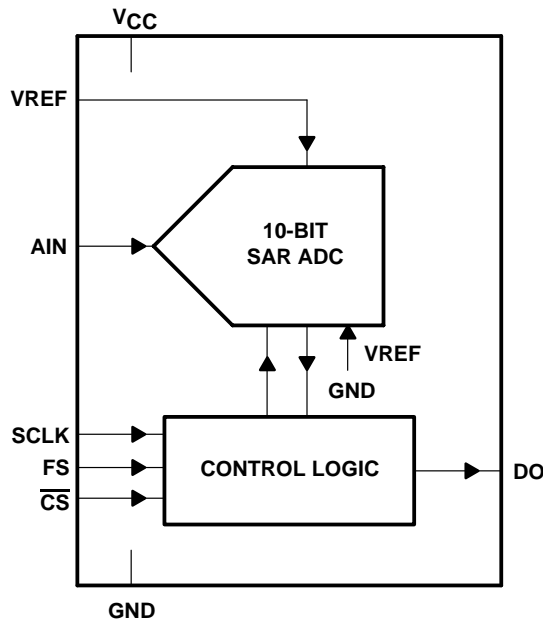 VCC
VREF
AIN
10-BIT
SAR ADC
VREF
GND
SCLK
FS
CS
CONTROL LOGIC
DO
GND